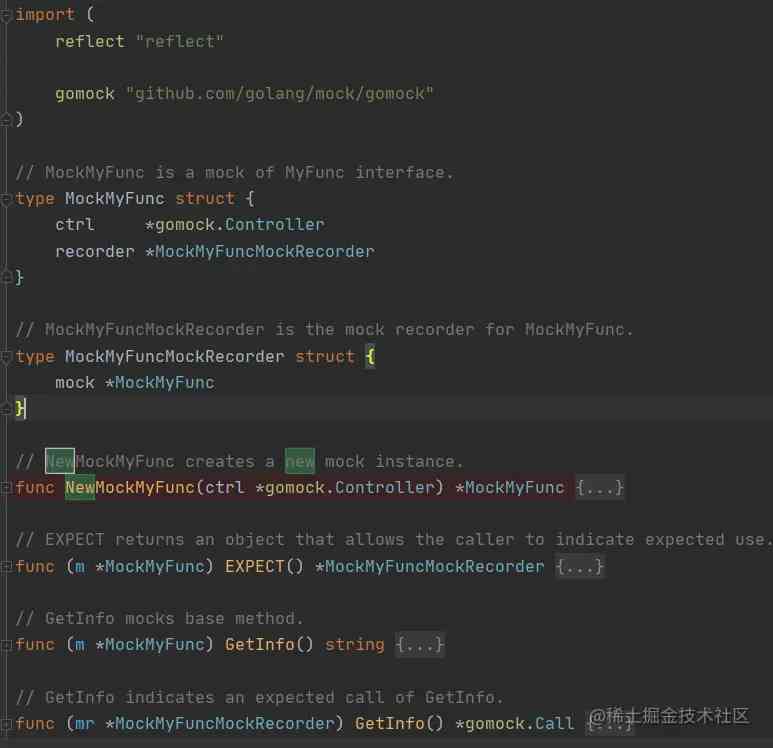 import (
    reflect "reflect"
    gomock "github.com/golang/mock/gomock"
)
// MockMyFunc is a mock of MyFunc interface.
type MockMyFunc struct {
    ctrl     *gomock.Controller
    recorder *MockMyFuncMockRecorder
}
// MockMyFuncMockRecorder is the mock recorder for MockMyFunc.
type MockMyFuncMockRecorder struct {
    mock *MockMyFunc
}
// NewMockMyFunc creates a new mock instance.
func NewMockMyFunc(ctrl *gomock.Controller) *MockMyFunc {...}
// EXPECT returns an object that allows the caller to indicate expected use.
func (m *MockMyFunc) EXPECT() *MockMyFuncMockRecorder {...}
// GetInfo mocks base method.
func (m *MockMyFunc) GetInfo() string {...}
// GetInfo indicates an expected call of GetInfo.
func (mr *MockMyFuncMockRecorder) GetInfo() *gomock.Call {...}
@稀土掘金技术社区